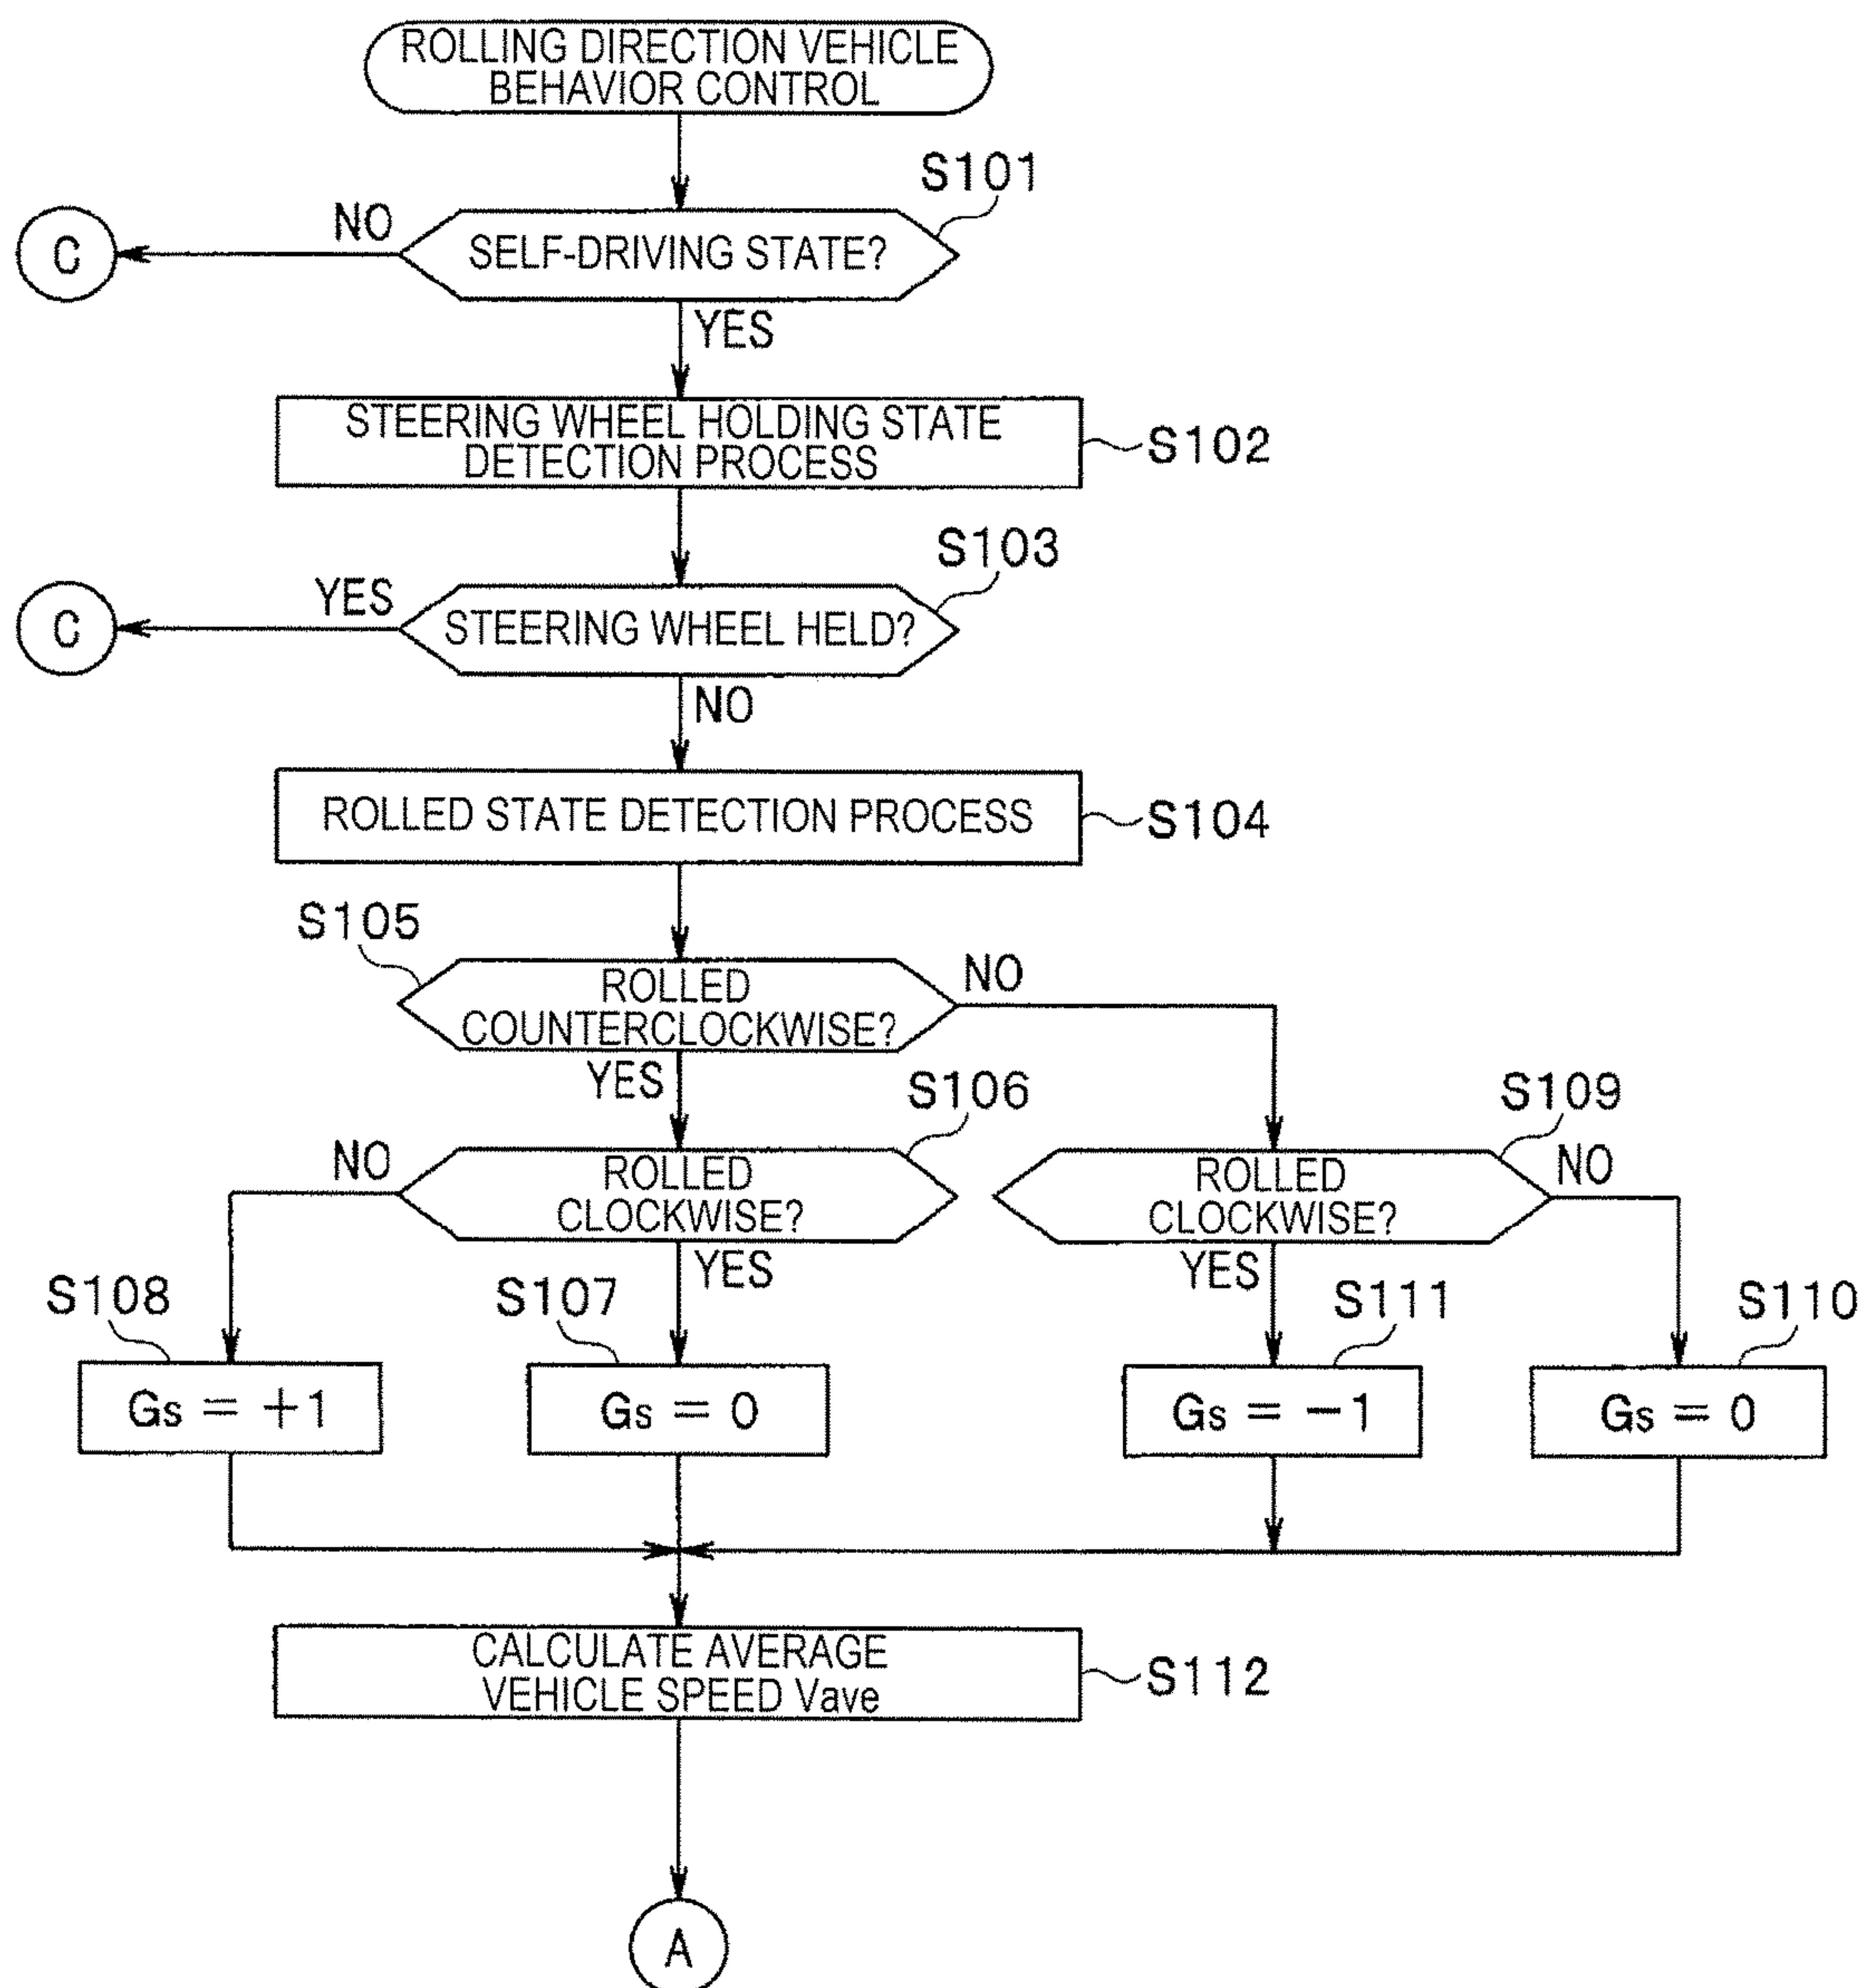 ROLLING DIRECTION VEHICLE
BEHAVIOR CONTROL
S101
NO
C
SELF-DRIVING STATE?
YES
STEERING WHEEL HOLDING STATE
DETECTION PROCESS
S102
S103
YES
C
STEERING WHEEL HELD?
NO
ROLLED STATE DETECTION PROCESS
S104
S105
ROLLED
COUNTERCLOCKWISE?
NO
YES
S106
S109
NO
ROLLED
CLOCKWISE?
ROLLED
CLOCKWISE?
NO
YES
YES
S108
S107
S111
S110
Gs = +1
Gs = 0
Gs = -1
Gs = 0
CALCULATE AVERAGE
VEHICLE SPEED Vave
S112
A